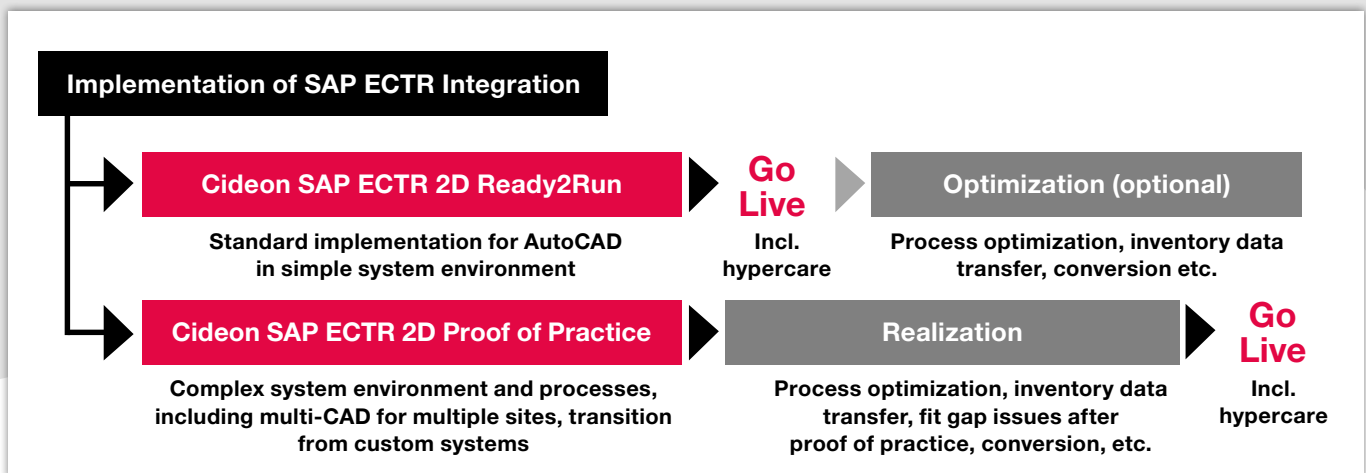 Implementation of SAP ECTR Integration
Cideon SAP ECTR 2D Ready2Run
Standard implementation for AutoCAD
in simple system environment
Go
Live
Incl.
hypercare
Optimization (optional)
Process optimization, inventory data
transfer, conversion etc.
Cideon SAP ECTR 2D Proof of Practice
Complex system environment and processes,
including multi-CAD for multiple sites, transition
from custom systems
Realization
Process optimization, inventory data
transfer, fit gap issues after
proof of practice, conversion, etc.
Go
Live
Incl.
hypercare